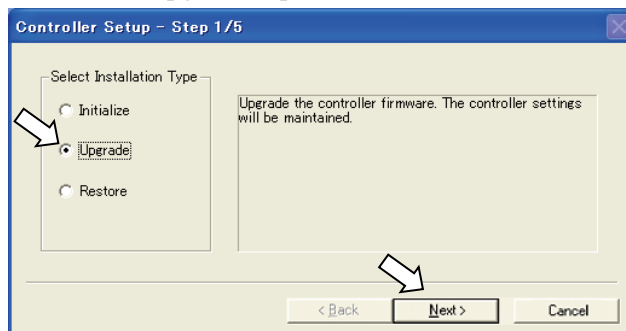 Controller Setup - Step 1/5
Select Installation Type
Initialize
Upgrade
Restore
Upgrade the controller firmware. The controller settings
will be maintained.
< Back
Next >
Cancel